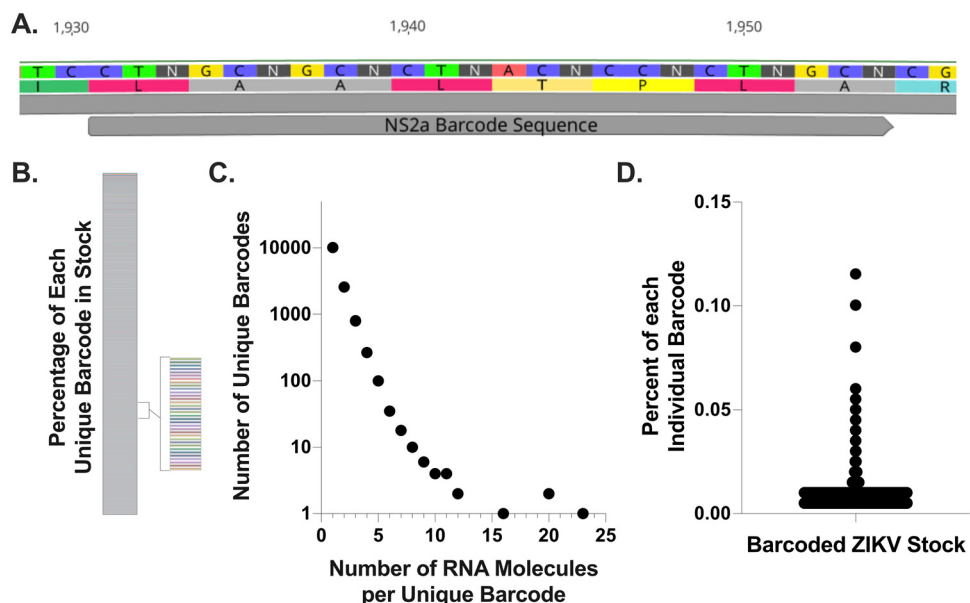 A.
1,930 1,940 1,950
T C C T N G C N G C N C T N A C N C C N C T N G C N C G
I L A A L T P L A R
NS2a Barcode Sequence
B.
Percentage of Each
Unique Barcode in Stock
C.
Number of Unique Barcodes
10000
1000
100
10
1
0 5 10 15 20 25
Number of RNA Molecules
per Unique Barcode
D.
Percent of each
Individual Barcode
0.15
0.10
0.05
0.00
Barcoded ZIKV Stock